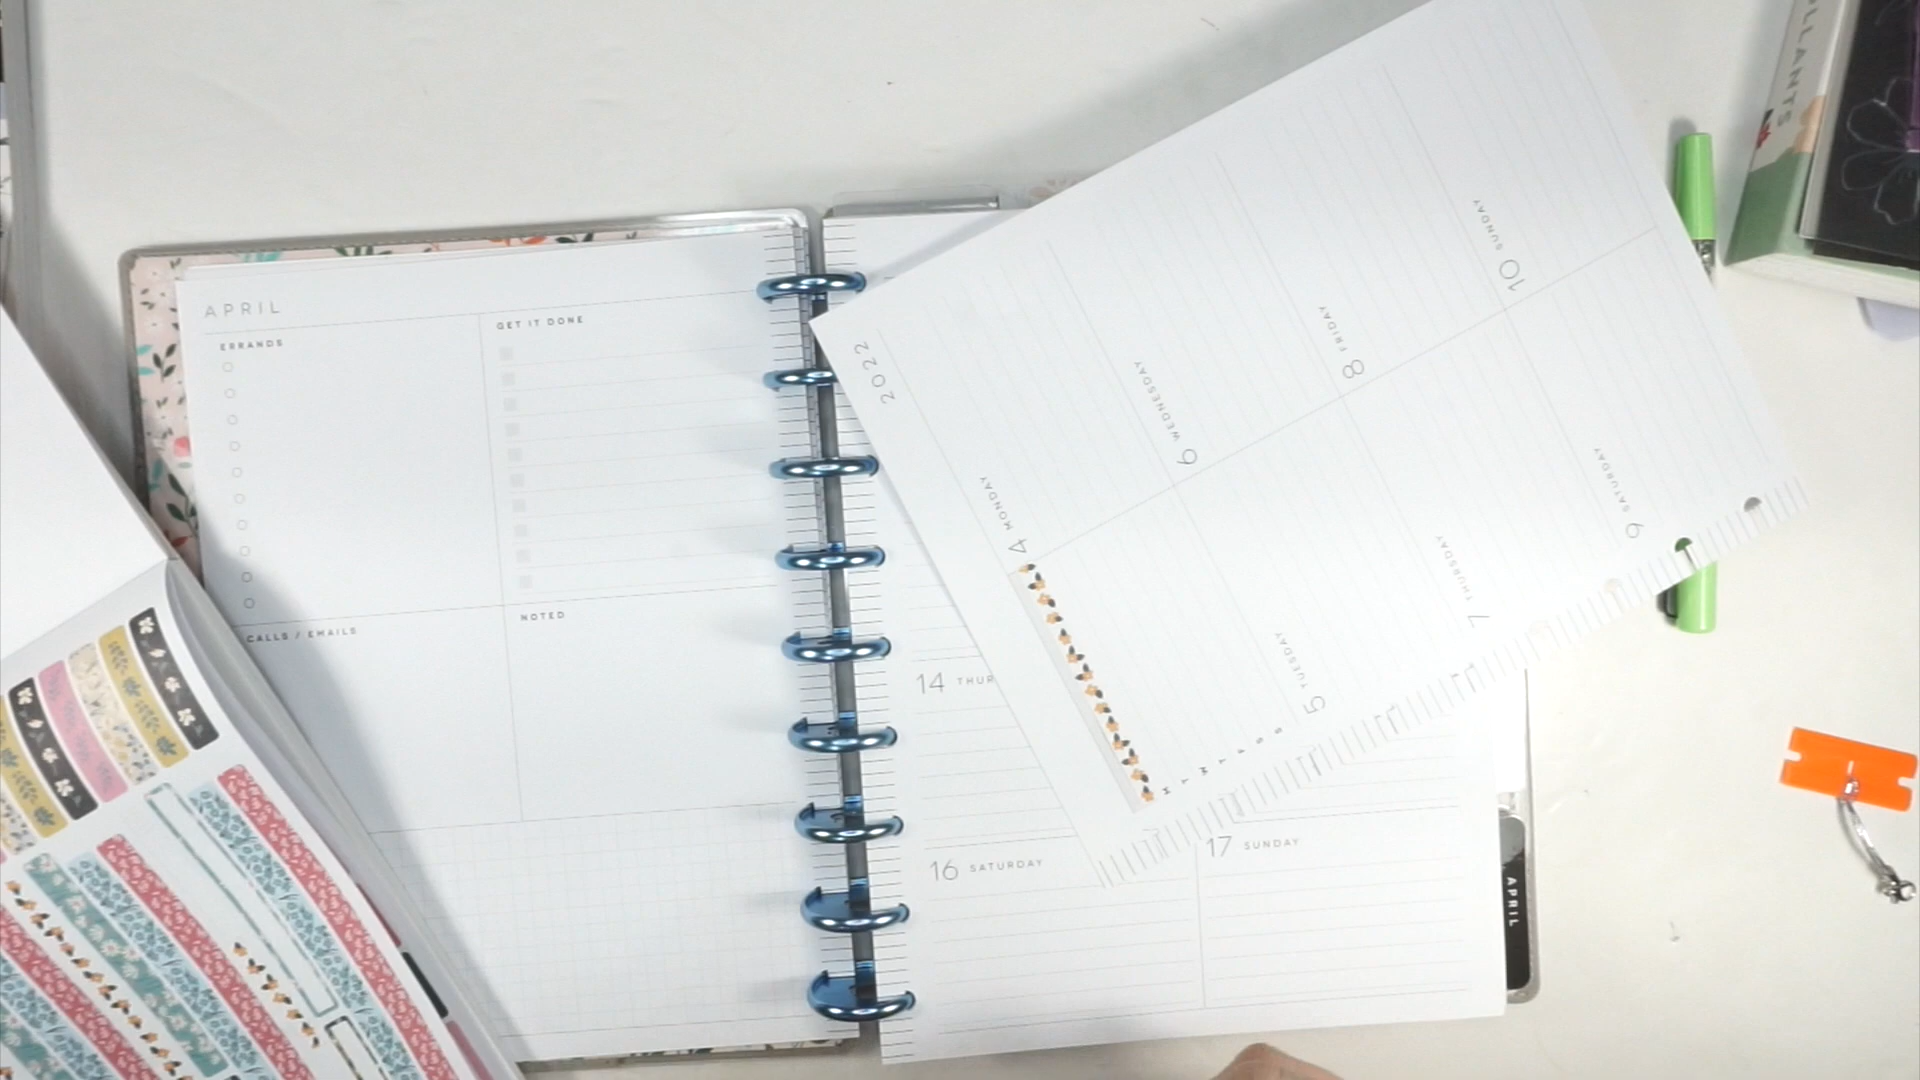 APRIL
ERRANDS
GET IT DONE
CALLS / EMAILS
NOTED
2022
4 MONDAY
6 WEDNESDAY
8 FRIDAY
10 SUNDAY
5 TUESDAY
7 THURSDAY
9 SATURDAY
M T W T F S S
14 THUR
16 SATURDAY
17 SUNDAY
APRIL
LLANTS